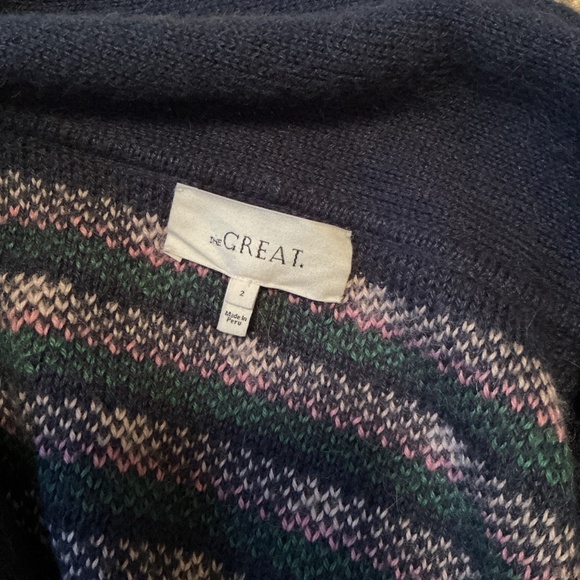 THE GREAT.
2
Made in
Peru